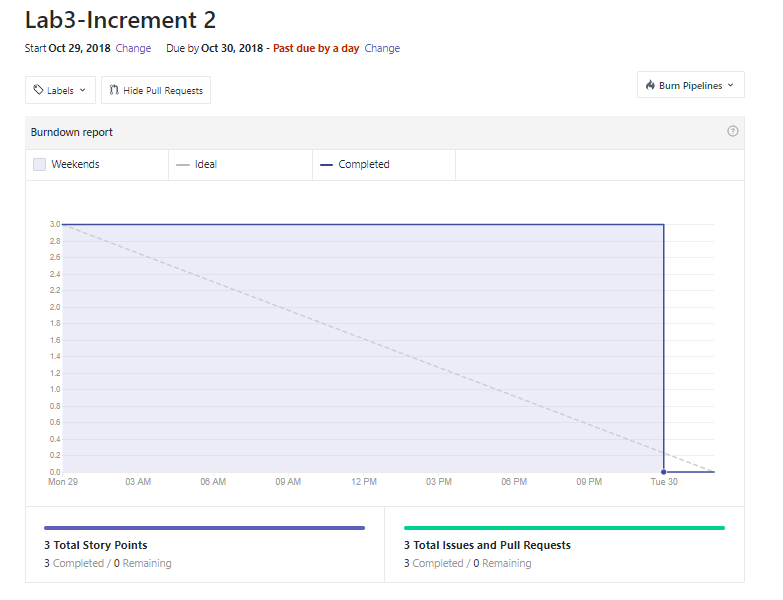 Lab3-Increment 2
Start Oct 29, 2018 Change Due by Oct 30, 2018 - Past due by a day Change
Labels Hide Pull Requests Burn Pipelines
Burndown report
Weekends Ideal Completed
3.0
2.8
2.6
2.4
2.2
2.0
1.8
1.6
1.4
1.2
1.0
0.8
0.6
0.4
0.2
0.0
Mon 29 03 AM 06 AM 09 AM 12 PM 03 PM 06 PM 09 PM Tue 30
3 Total Story Points
3 Completed / 0 Remaining
3 Total Issues and Pull Requests
3 Completed / 0 Remaining